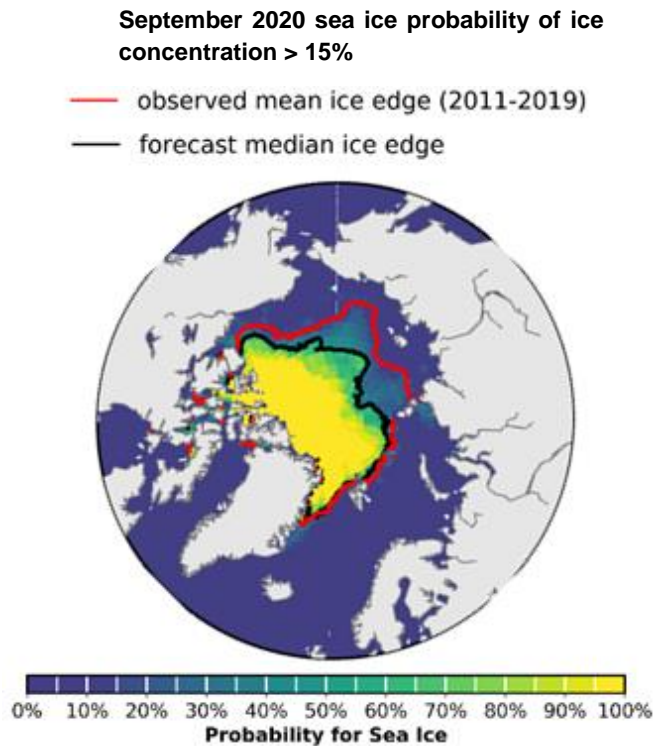 September 2020 sea ice probability of ice
concentration > 15%
observed mean ice edge (2011-2019)
forecast median ice edge
0% 10% 20% 30% 40% 50% 60% 70% 80% 90% 100%
Probability for Sea Ice